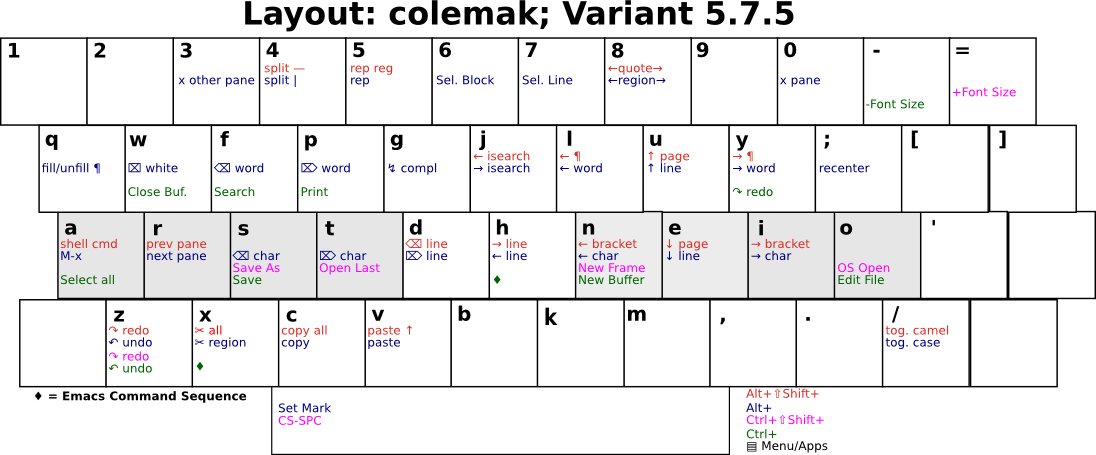 Layout: colemak; Variant 5.7.5
1 2 3 4 5 6 7 8 9 0 - =
split — rep reg ←quote→
x other pane split | rep Sel. Block Sel. Line ←region→ x pane
-Font Size +Font Size
q w f p g j l u y ; [ ]
← isearch ← ¶ ↑ page → ¶
fill/unfill ¶ ⌧ white ⌫ word ⌦ word ↯ compl → isearch ← word ↑ line → word recenter
Close Buf. Search Print ↷ redo
a r s t d h n e i o '
shell cmd prev pane ⌫ line → line ← bracket ↓ page → bracket
M-x next pane ⌫ char ⌦ char ⌦ line ← line ← char ↓ line → char
Save As Open Last New Frame OS Open
Select all Save ♦ New Buffer Edit File
z x c v b k m , . /
↷ redo ✂ all copy all paste ↑ tog. camel
↶ undo ✂ region copy paste tog. case
↷ redo
↶ undo ♦
♦ = Emacs Command Sequence
Set Mark
CS-SPC
Alt+⇧Shift+
Alt+
Ctrl+⇧Shift+
Ctrl+
▤ Menu/Apps